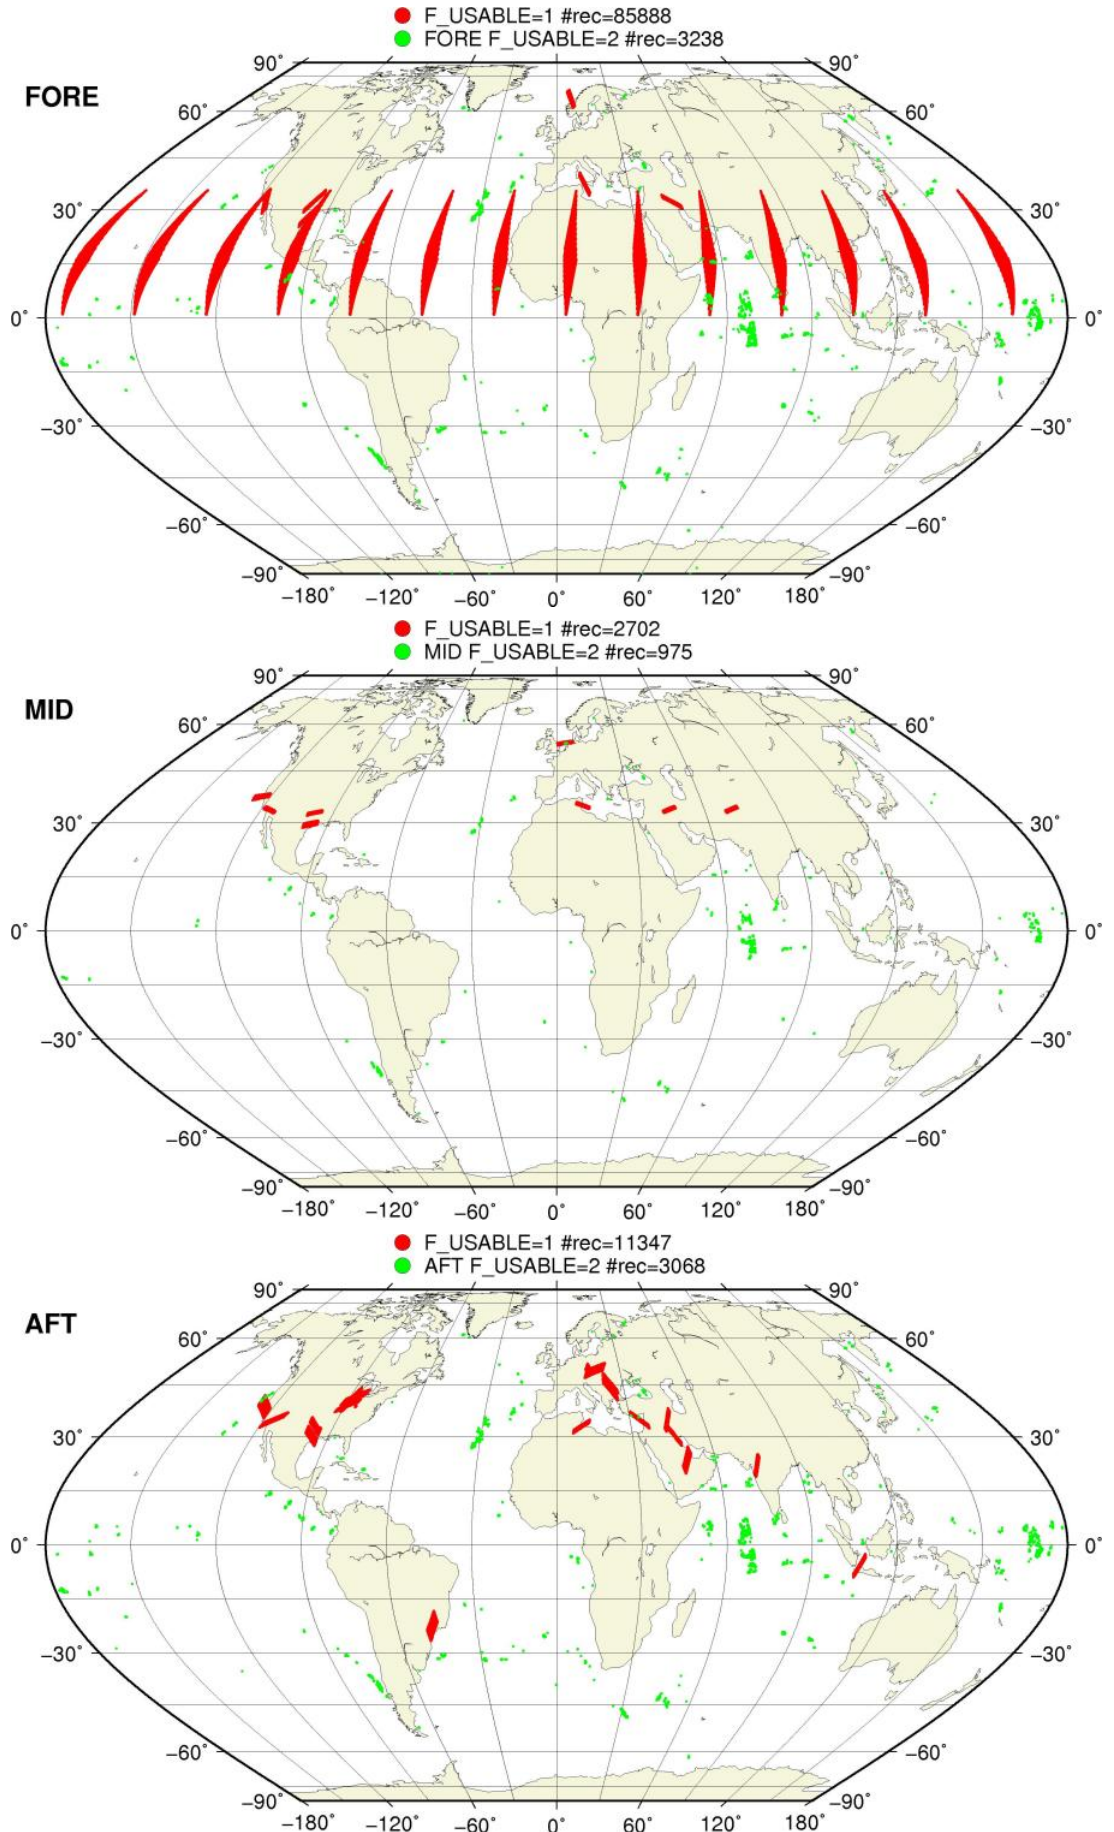 F_USABLE=1 #rec=85888
FORE F_USABLE=2 #rec=3238
FORE
90° 90°
60° 60°
30° 30°
0° 0°
−30° −30°
−60° −60°
−90° −90°
−180° −120° −60° 0° 60° 120° 180°
F_USABLE=1 #rec=2702
MID F_USABLE=2 #rec=975
MID
90° 90°
60° 60°
30° 30°
0° 0°
−30° −30°
−60° −60°
−90° −90°
−180° −120° −60° 0° 60° 120° 180°
F_USABLE=1 #rec=11347
AFT F_USABLE=2 #rec=3068
AFT
90° 90°
60° 60°
30° 30°
0° 0°
−30° −30°
−60° −60°
−90° −90°
−180° −120° −60° 0° 60° 120° 180°